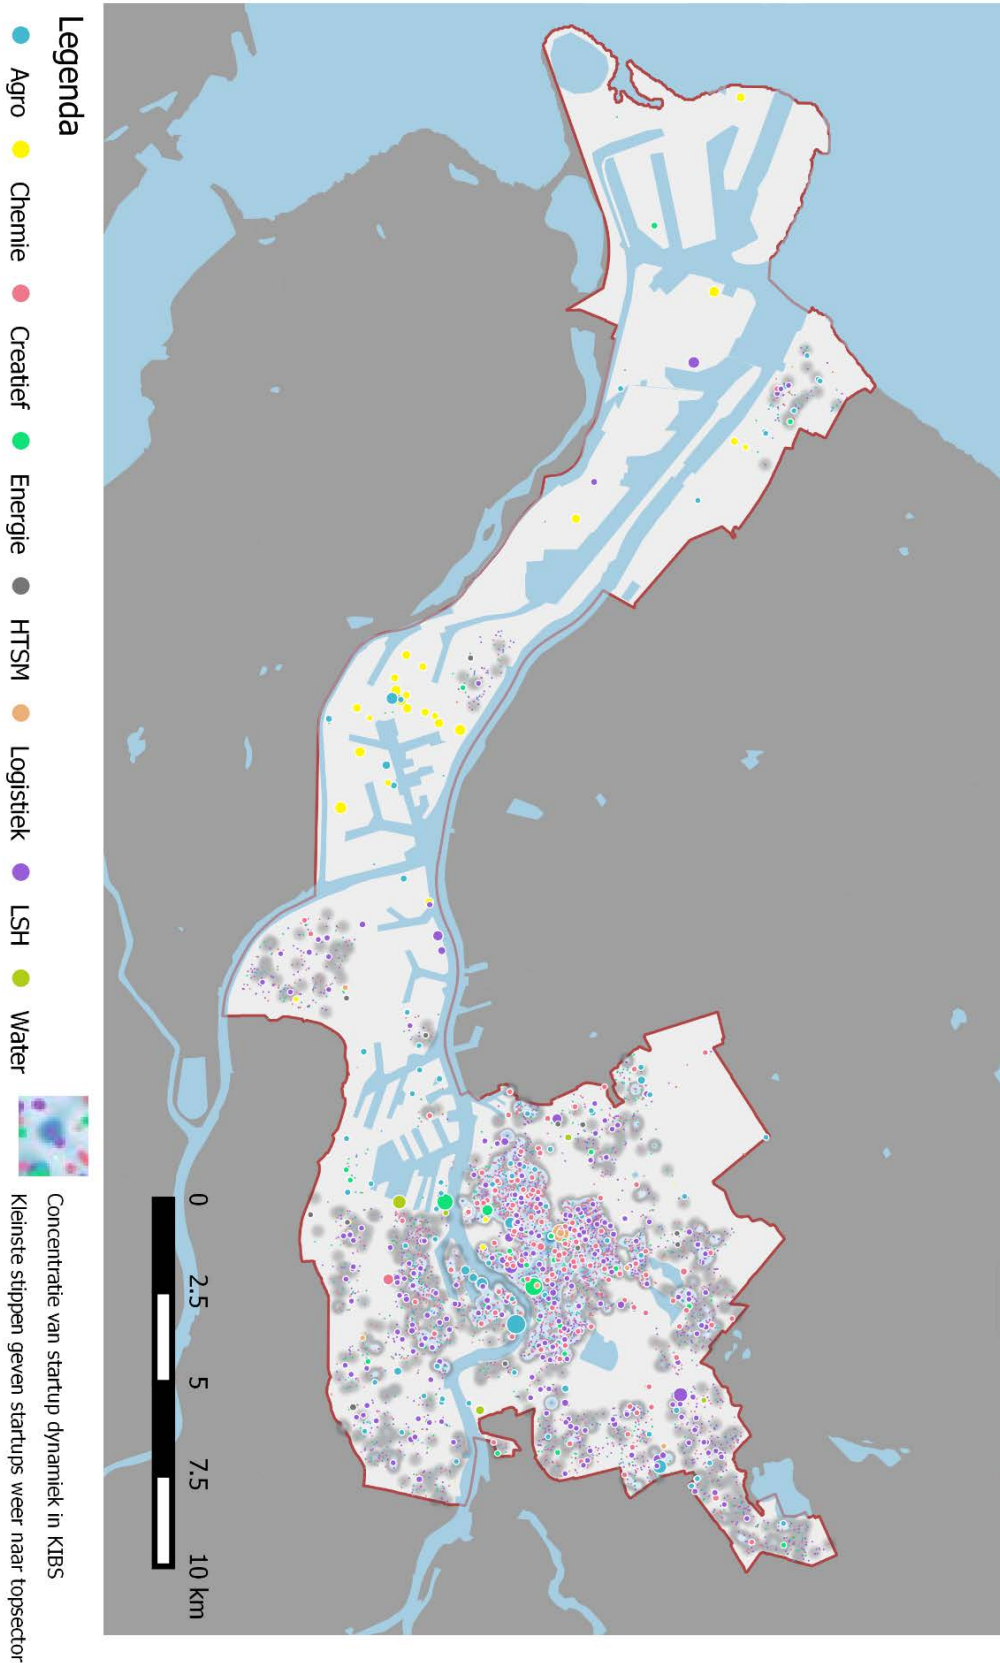 Legenda
Agro
Chemie
Creatief
Energie
HTSM
Logistiek
LSH
Water
Concentratie van startup dynamiek in KIBS
Kleinste stippen geven startups weer naar topsector
0 2.5 5 7.5 10 km